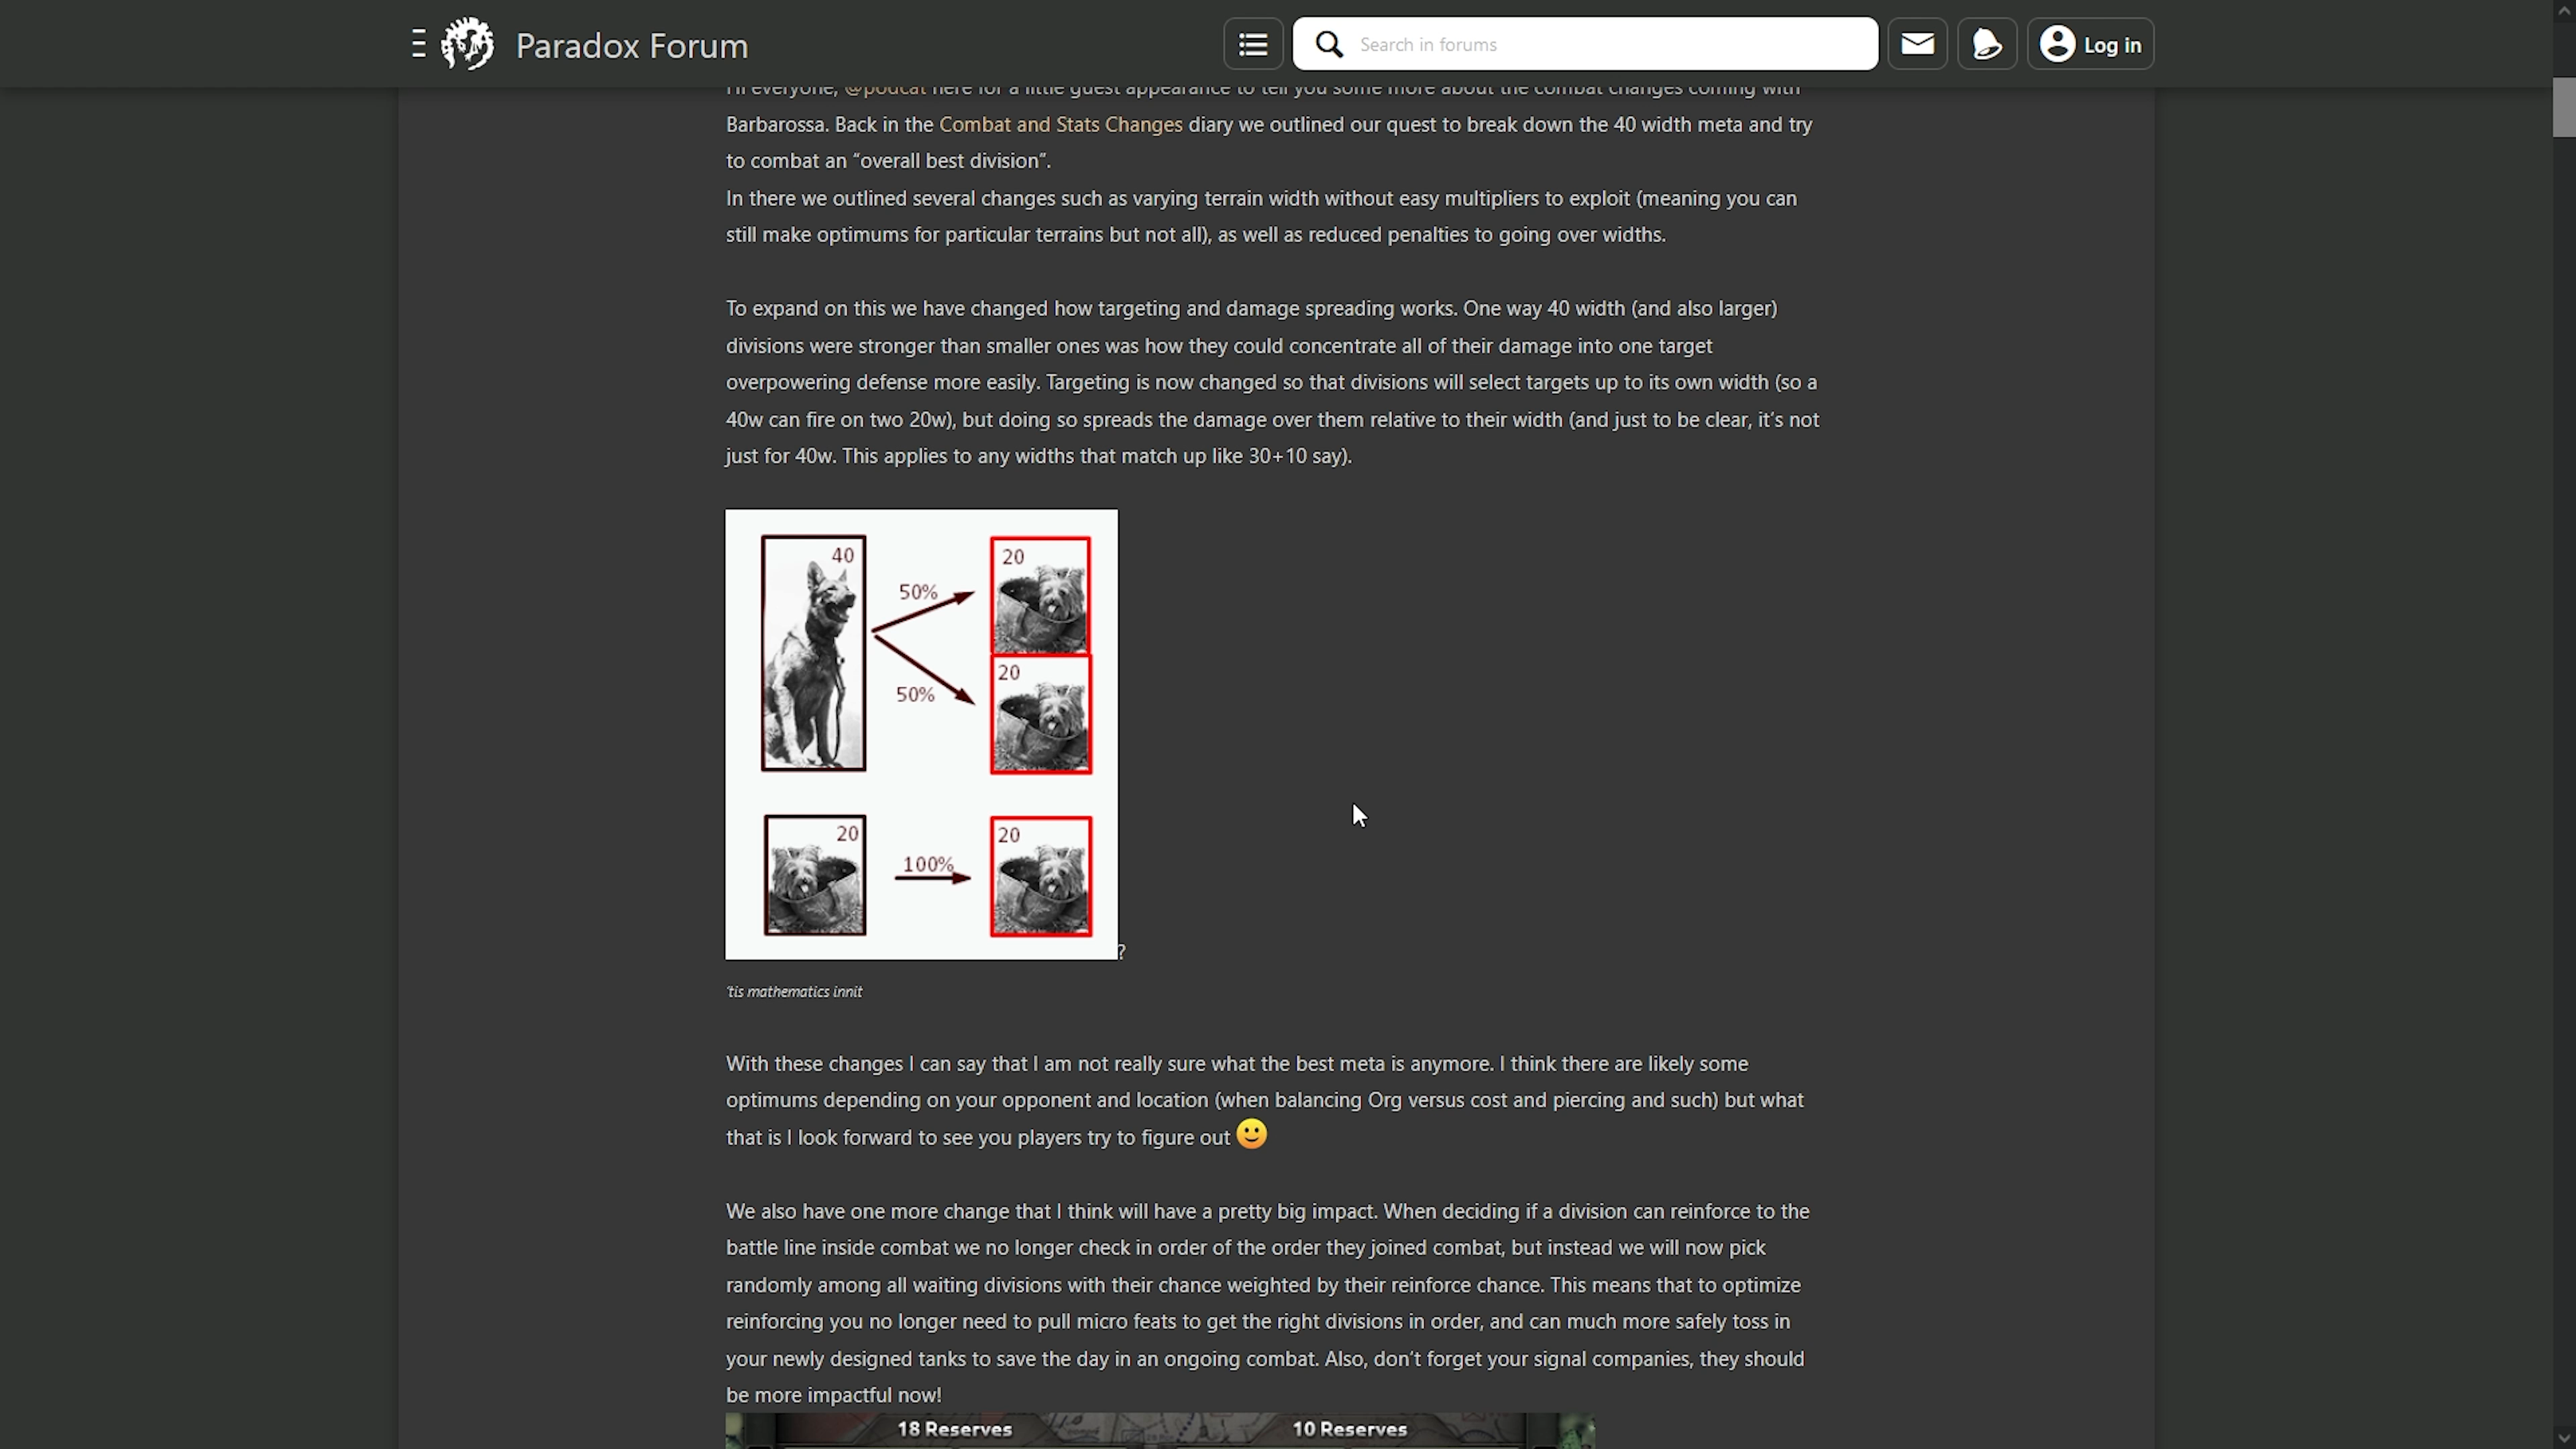 Paradox Forum
Search in forums
Log in
Hi everyone, @podcat here for a little guest appearance to tell you some more about the combat changes coming with
Barbarossa. Back in the Combat and Stats Changes diary we outlined our quest to break down the 40 width meta and try
to combat an “overall best division”.
In there we outlined several changes such as varying terrain width without easy multipliers to exploit (meaning you can
still make optimums for particular terrains but not all), as well as reduced penalties to going over widths.
To expand on this we have changed how targeting and damage spreading works. One way 40 width (and also larger)
divisions were stronger than smaller ones was how they could concentrate all of their damage into one target
overpowering defense more easily. Targeting is now changed so that divisions will select targets up to its own width (so a
40w can fire on two 20w), but doing so spreads the damage over them relative to their width (and just to be clear, it’s not
just for 40w. This applies to any widths that match up like 30+10 say).
40
20
50%
20
50%
20
20
100%
?
'tis mathematics innit
With these changes I can say that I am not really sure what the best meta is anymore. I think there are likely some
optimums depending on your opponent and location (when balancing Org versus cost and piercing and such) but what
that is I look forward to see you players try to figure out
We also have one more change that I think will have a pretty big impact. When deciding if a division can reinforce to the
battle line inside combat we no longer check in order of the order they joined combat, but instead we will now pick
randomly among all waiting divisions with their chance weighted by their reinforce chance. This means that to optimize
reinforcing you no longer need to pull micro feats to get the right divisions in order, and can much more safely toss in
your newly designed tanks to save the day in an ongoing combat. Also, don’t forget your signal companies, they should
be more impactful now!
18 Reserves
10 Reserves